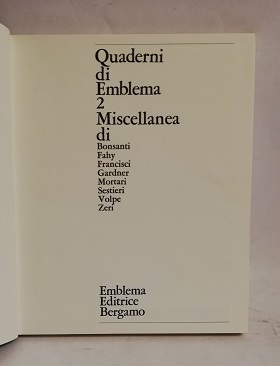 Quaderni
di
Emblema
2
Miscellanea
di
Bonsanti
Fahy
Francisci
Gardner
Mortari
Sestieri
Volpe
Zeri
Emblema
Editrice
Bergamo